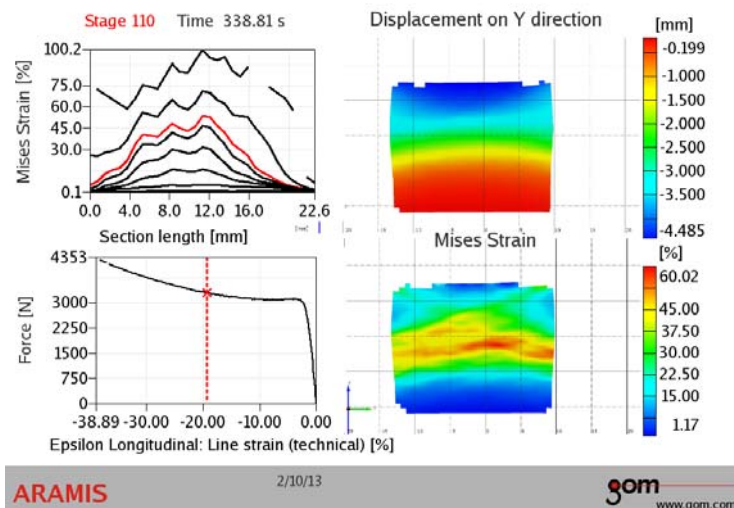 Stage 110 Time 338.81 s
Displacement on Y direction
Mises Strain [%]
100.2
75.0
60.0
45.0
30.0
0.1
0.0 4.0 8.0 12.0 16.0 22.6
Section length [mm]
[mm]
-0.199
-1.000
-1.500
-2.000
-2.500
-3.000
-3.500
-4.485
Mises Strain
[%]
60.02
45.00
37.50
30.00
22.50
15.00
1.17
Force [N]
4353
3000
2250
1500
750
0
-38.89 -30.00 -20.00 -10.00 0.00
Epsilon Longitudinal: Line strain (technical) [%]
ARAMIS
2/10/13
gom
www.gom.com